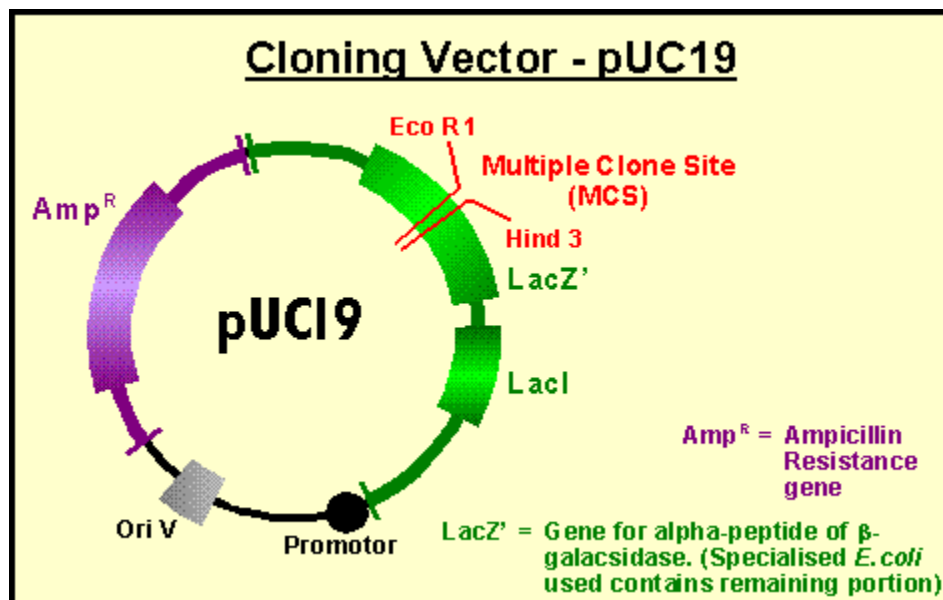 Cloning Vector - pUC19
Eco R1
Multiple Clone Site
(MCS)
Hind 3
Amp^R
LacZ’
pUC19
LacI
Amp^R = Ampicillin
Resistance
gene
Ori V
Promotor
LacZ’ = Gene for alpha-peptide of β-
galacsidase. (Specialised E.coli
used contains remaining portion)